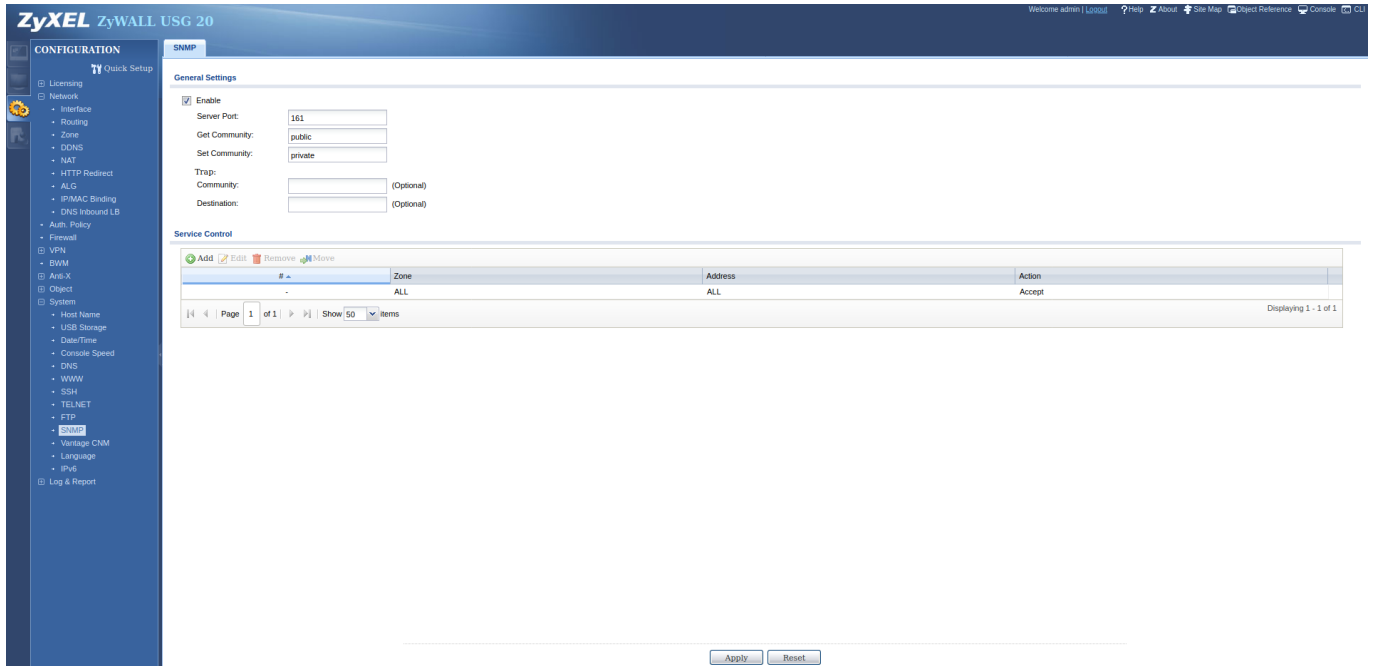 ZyXEL ZyWALL USG 20
Welcome admin | Logout ?Help Z About Site Map Object Reference Console CLI
CONFIGURATION
Quick Setup
Licensing
Network
Interface
Routing
Zone
DDNS
NAT
HTTP Redirect
ALG
IP/MAC Binding
DNS Inbound LB
Auth. Policy
Firewall
VPN
BWM
Anti-X
Object
System
Host Name
USB Storage
Date/Time
Console Speed
DNS
WWW
SSH
TELNET
FTP
SNMP
Vantage CNM
Language
IPv6
Log & Report
SNMP
General Settings
Enable
Server Port: 161
Get Community: public
Set Community: private
Trap:
Community: (Optional)
Destination: (Optional)
Service Control
Add Edit Remove Move
# Zone Address Action
- ALL ALL Accept
Page 1 of 1 Show 50 items Displaying 1 - 1 of 1
Apply Reset